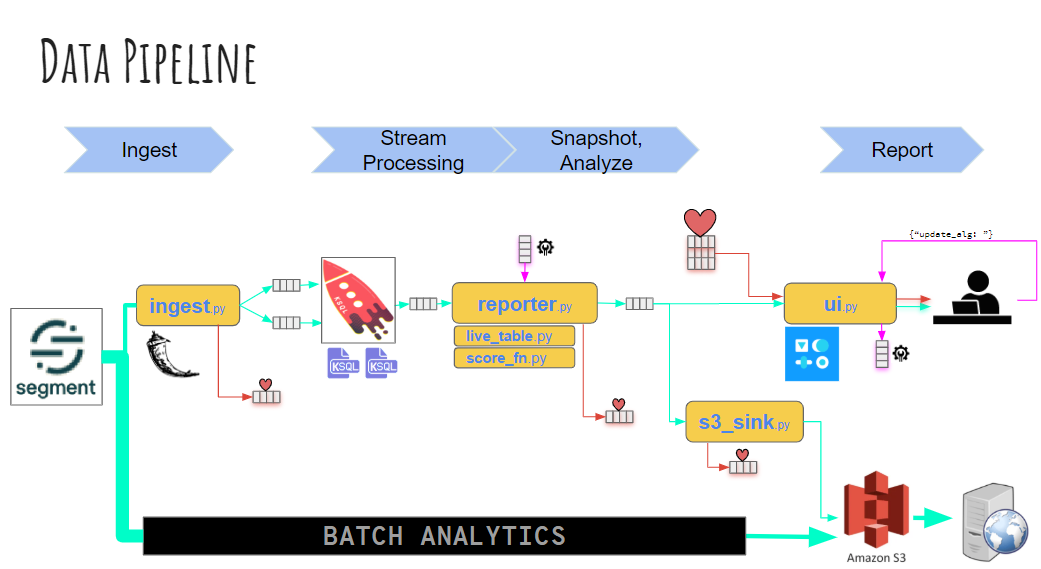 DATA PIPELINE
Ingest
Stream
Processing
Snapshot,
Analyze
Report
{"update_alg: "}
ingest.py
KSQL
reporter.py
ui.py
live_table.py
score_fn.py
KSQL
KSQL
segment
s3_sink.py
BATCH ANALYTICS
Amazon S3